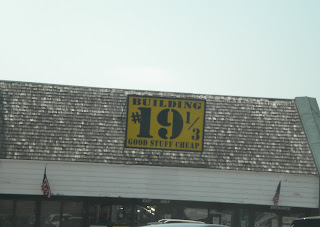 BUILDING
#19 1/3
GOOD STUFF CHEAP